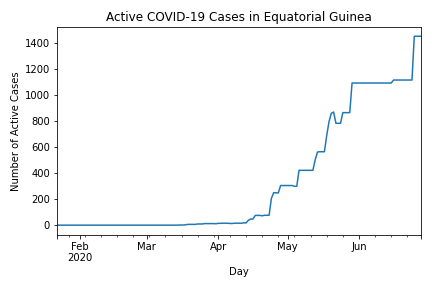 Active COVID-19 Cases in Equatorial Guinea
Number of Active Cases
1400
1200
1000
800
600
400
200
0
Feb Mar Apr May Jun
2020
Day